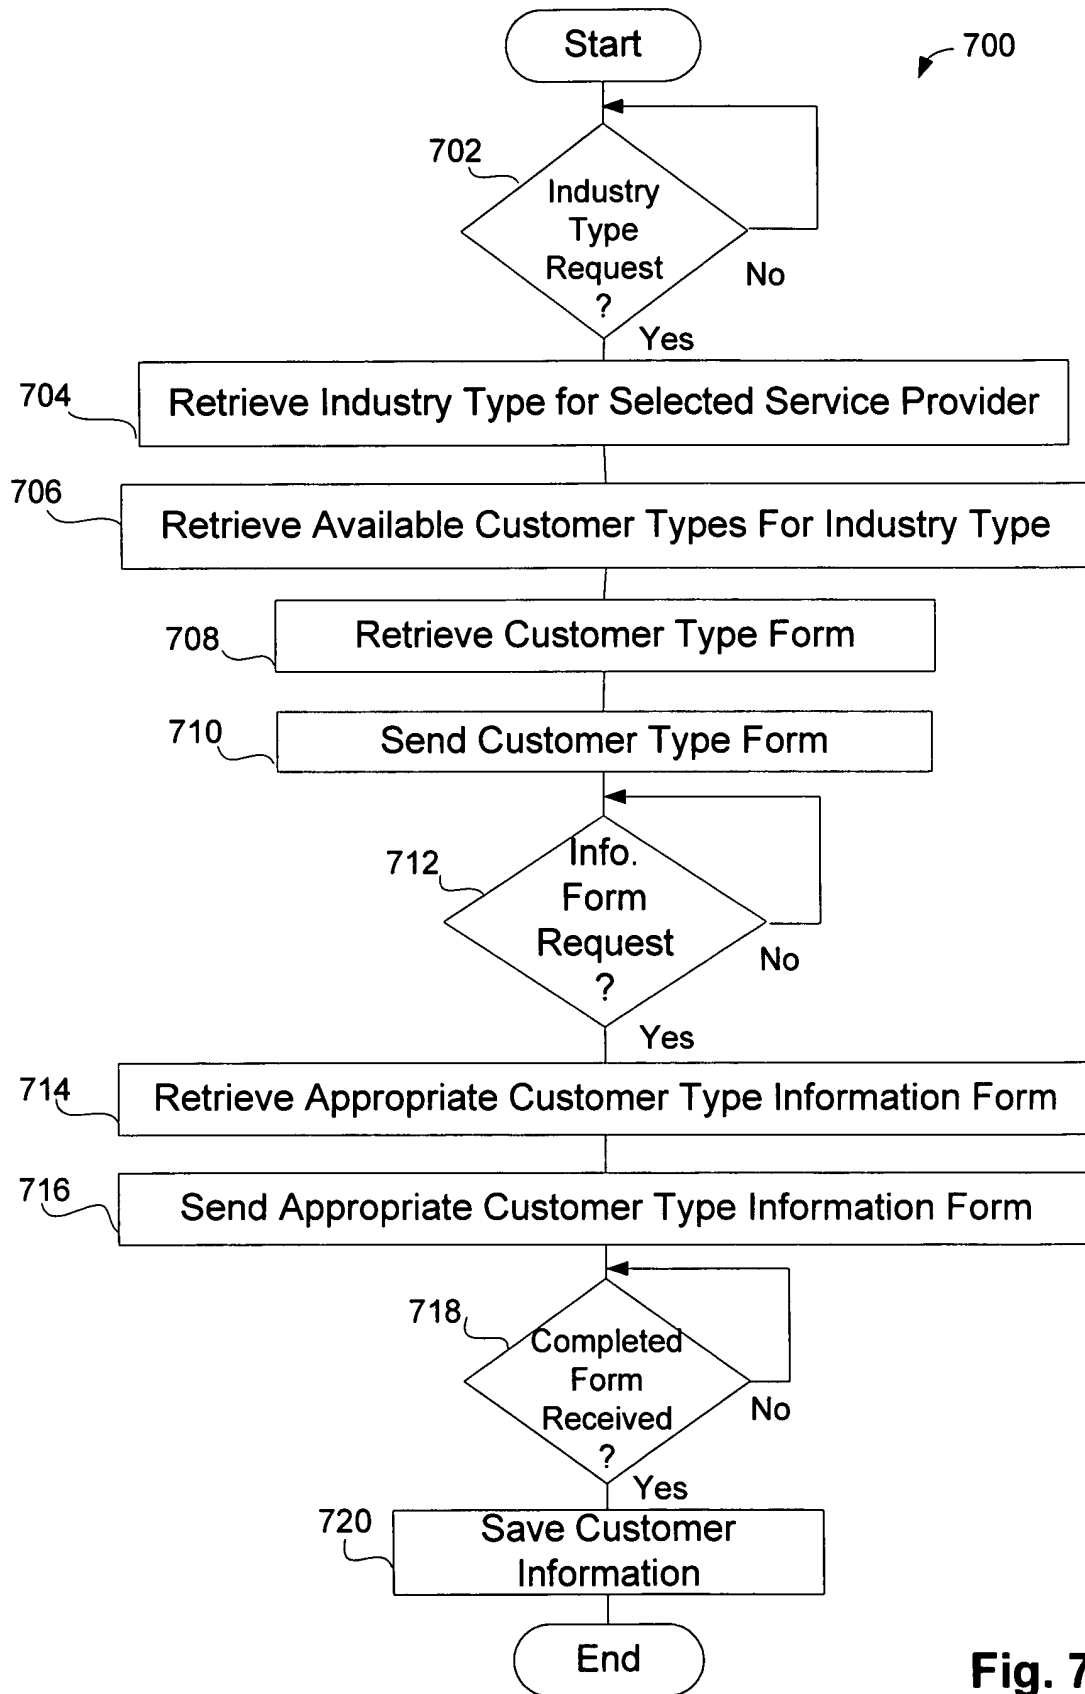 Start
700
702
Industry
Type
Request
?
No
Yes
704
Retrieve Industry Type for Selected Service Provider
706
Retrieve Available Customer Types For Industry Type
708
Retrieve Customer Type Form
710
Send Customer Type Form
712
Info.
Form
Request
?
No
Yes
714
Retrieve Appropriate Customer Type Information Form
716
Send Appropriate Customer Type Information Form
718
Completed
Form
Received
?
No
Yes
720
Save Customer
Information
End
Fig. 7